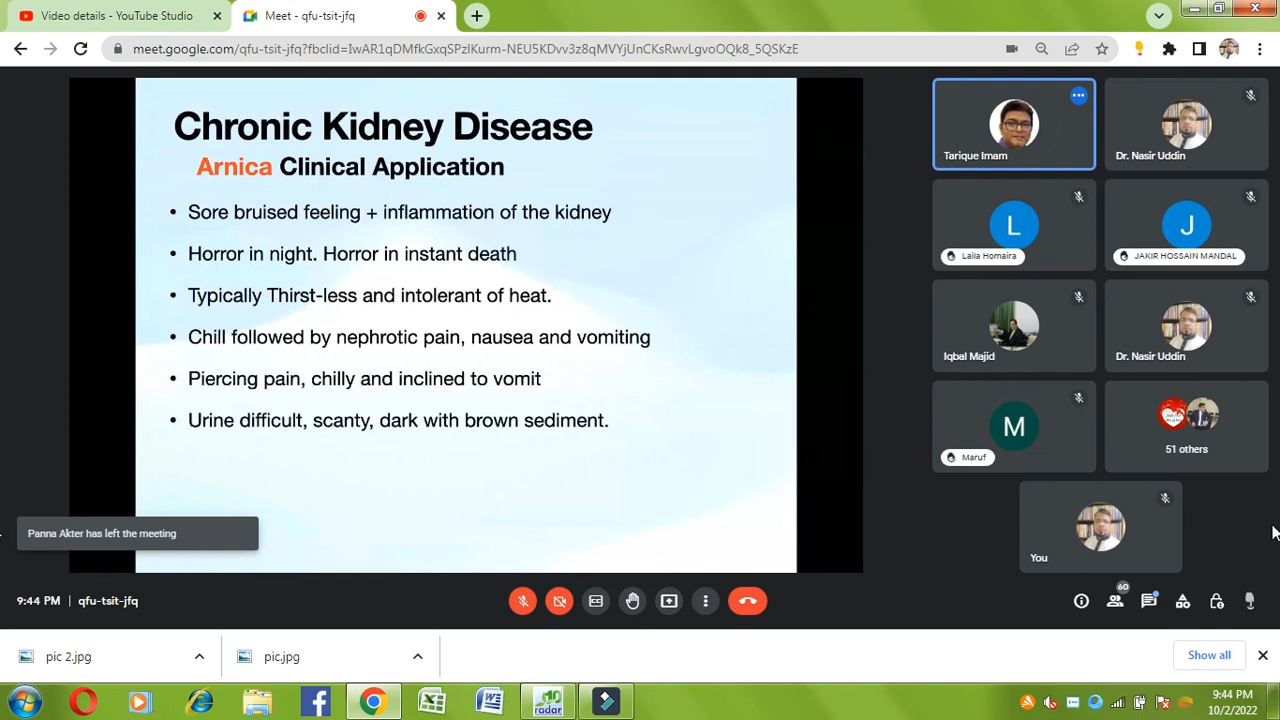 Video details - YouTube Studio
Meet - qfu-tsit-jfq
meet.google.com/qfu-tsit-jfq?fbclid=IwAR1qDMfkGxqSPzlKurm-NEU5KDvv3z8qMVYjUnCKsRwvLgvoOQk8_5QSKzE
Chronic Kidney Disease
Arnica Clinical Application
• Sore bruised feeling + inflammation of the kidney
• Horror in night. Horror in instant death
• Typically Thirst-less and intolerant of heat.
• Chill followed by nephrotic pain, nausea and vomiting
• Piercing pain, chilly and inclined to vomit
• Urine difficult, scanty, dark with brown sediment.
Tarique Imam
Dr. Nasir Uddin
L
Laila Homaira
J
JAKIR HOSSAIN MANDAL
Iqbal Majid
Dr. Nasir Uddin
M
Maruf
51 others
You
Panna Akter has left the meeting
9:44 PM | qfu-tsit-jfq
60
pic 2.jpg
pic.jpg
Show all
10
radar
9:44 PM
10/2/2022